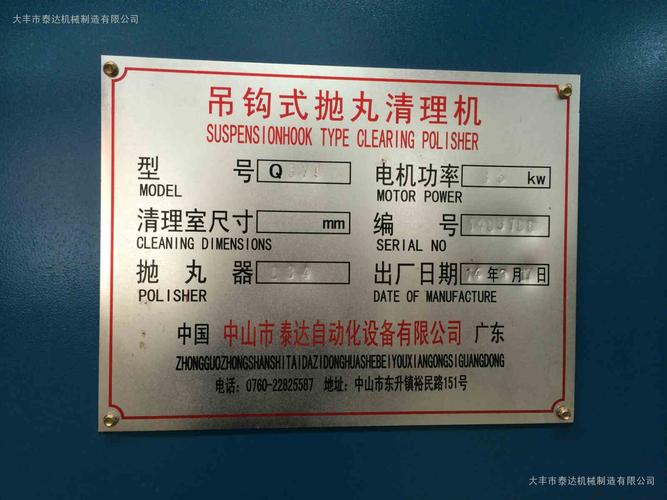 大丰市泰达机械制造有限公司
吊钩式抛丸清理机
SUSPENSIONHOOK TYPE CLEARING POLISHER
型 号 Q
MODEL
电机功率 kw
MOTOR POWER
清理室尺寸 mm
CLEANING DIMENSIONS
编 号
SERIAL NO
抛 丸 器
POLISHER
出厂日期 年 月 日
DATE OF MANUFACTURE
中国 中山市泰达自动化设备有限公司 广东
ZHONGGUOZHONGSHANSHITAIDAZIDONGHUASHEBEIYOUXIANGONGSIGUANGDONG
电话: 0760-22825587 地址: 中山市东升镇裕民路151号
大丰市泰达机械制造有限公司